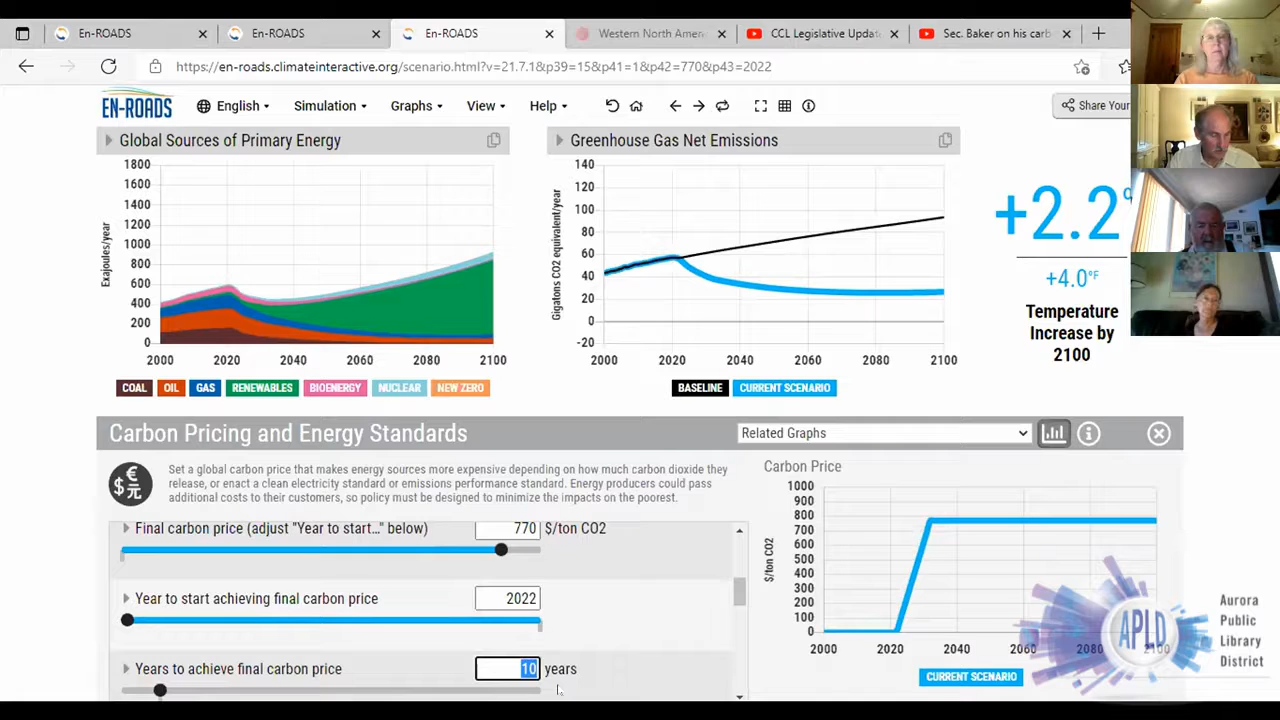 En-ROADS
En-ROADS
En-ROADS
Western North Amer
CCL Legislative Updat
Sec. Baker on his carb
https://en-roads.climateinteractive.org/scenario.html?v=21.7.1&p39=15&p41=1&p42=770&p43=2022
EN-ROADS
English
Simulation
Graphs
View
Help
Share Your
Global Sources of Primary Energy
1800
1600
1400
1200
1000
800
600
400
200
0
Exajoules/year
2000 2020 2040 2060 2080 2100
COAL OIL GAS RENEWABLES BIOENERGY NUCLEAR NEW ZERO
Greenhouse Gas Net Emissions
140
120
100
80
60
40
20
0
-20
Gigatons CO2 equivalent/year
2000 2020 2040 2060 2080 2100
BASELINE CURRENT SCENARIO
+2.2°
+4.0°F
Temperature
Increase by
2100
Carbon Pricing and Energy Standards
Related Graphs
$ € 元
Set a global carbon price that makes energy sources more expensive depending on how much carbon dioxide they
release, or enact a clean electricity standard or emissions performance standard. Energy producers could pass
additional costs to their customers, so policy must be designed to minimize the impacts on the poorest.
Final carbon price (adjust "Year to start..." below) 770 $/ton CO2
Year to start achieving final carbon price 2022
Years to achieve final carbon price 10 years
Carbon Price
1000
900
800
700
600
500
400
300
200
100
0
$/ton CO2
2000 2020 2040 2060 2080 2100
CURRENT SCENARIO
APLD
Aurora
Public
Library
District